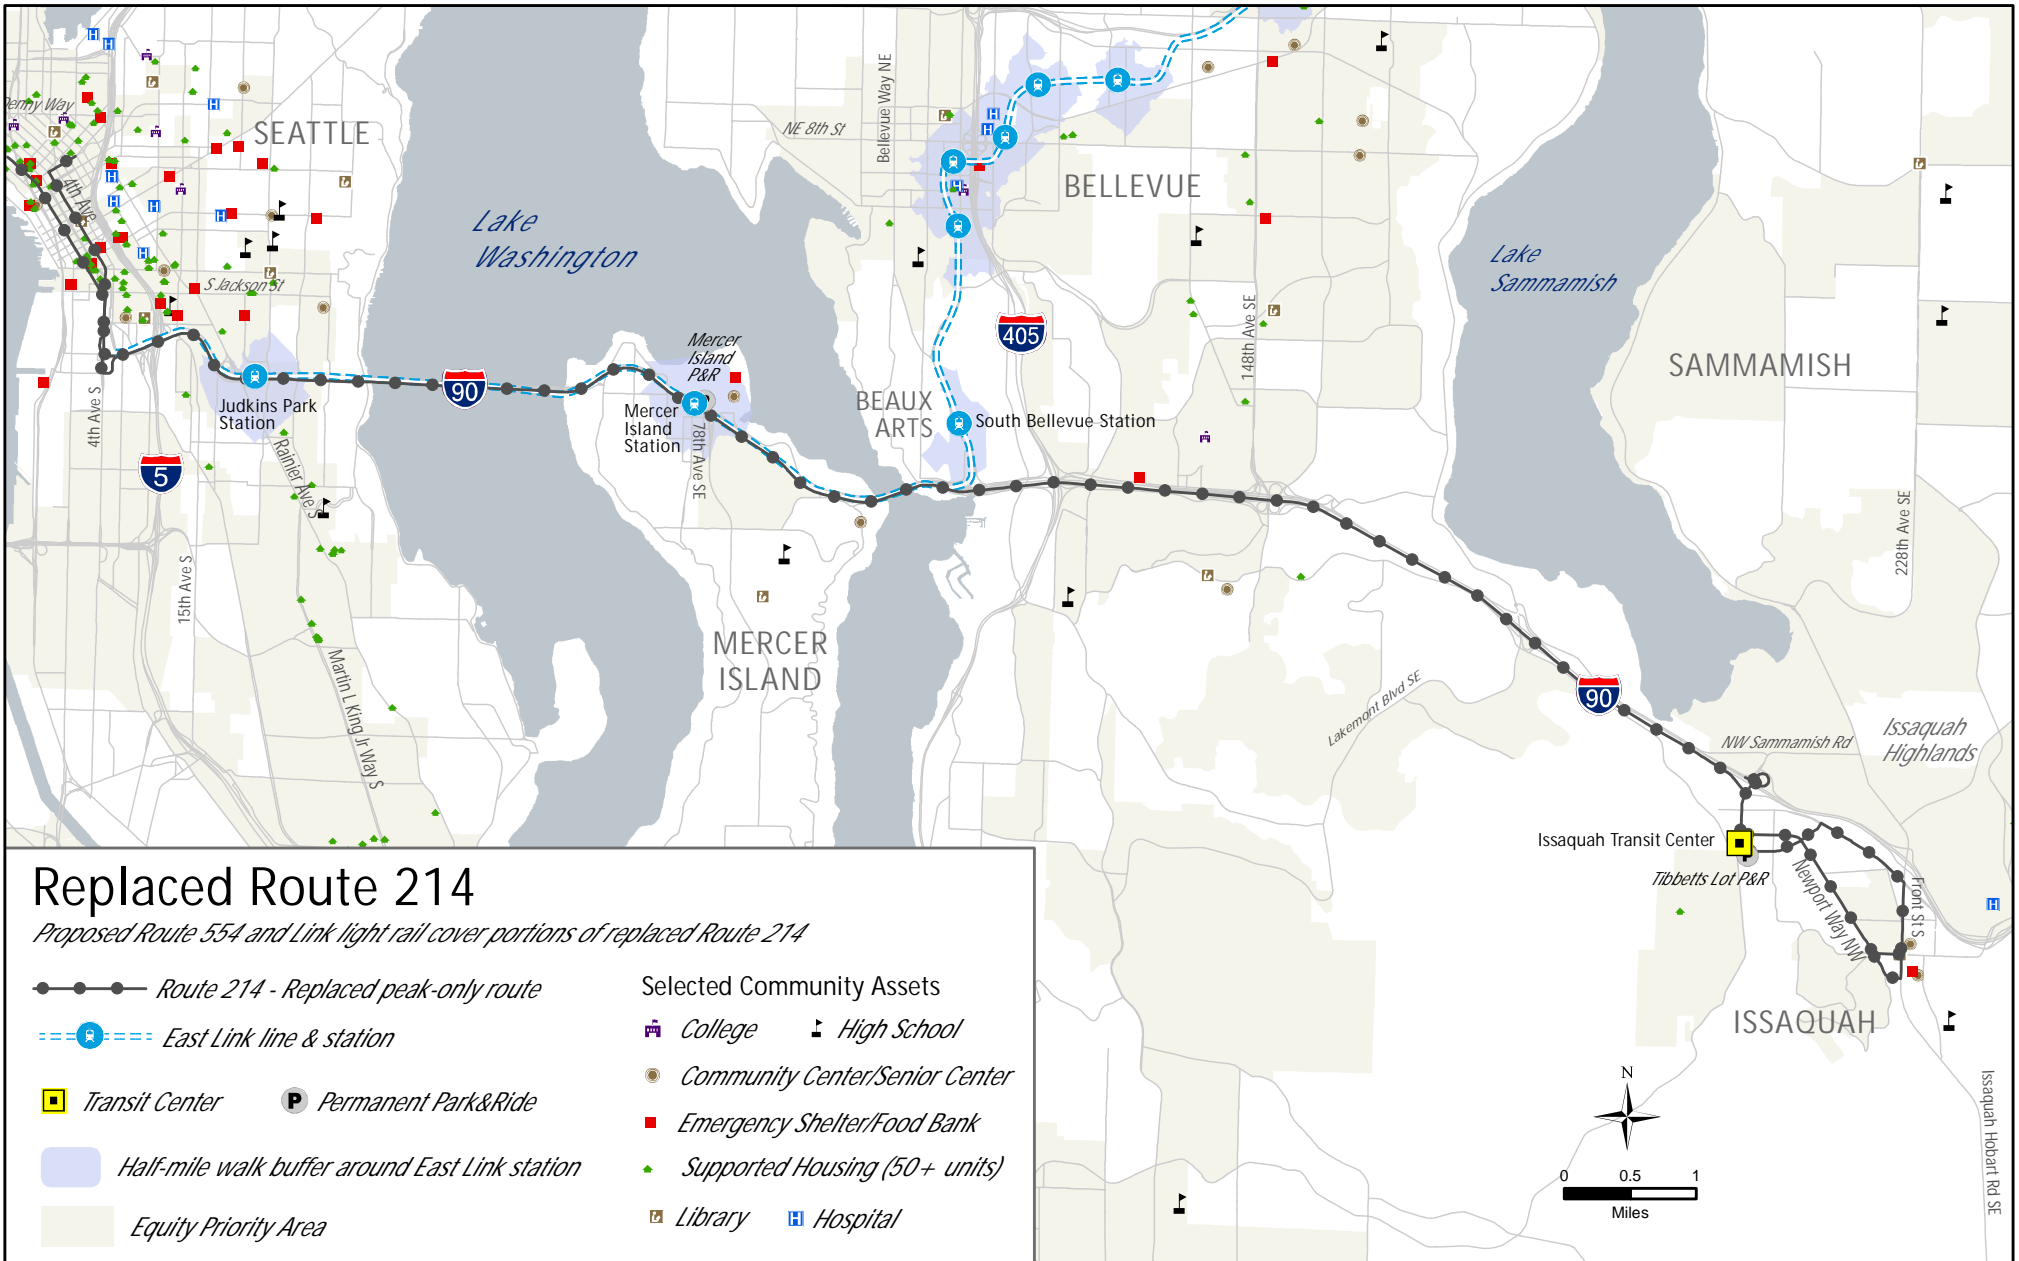 Denny Way
SEATTLE
4th Ave
S Jackson St
4th Ave S
5
15th Ave S
Judkins Park
Station
Rainier Ave S
Martin L King Jr Way S
Lake
Washington
90
Mercer
Island
P&R
Mercer
Island
Station
78th Ave SE
MERCER
ISLAND
NE 8th St
Bellevue Way NE
BELLEVUE
405
BEAUX
ARTS
South Bellevue Station
148th Ave SE
Lake
Sammamish
SAMMAMISH
228th Ave SE
Lakemont Blvd SE
90
NW Sammamish Rd
Issaquah
Highlands
Issaquah Transit Center
P
Tibbetts Lot P&R
Newport Way NW
Front St S
ISSAQUAH
Issaquah Hobart Rd SE
N
0 0.5 1
Miles
Replaced Route 214
Proposed Route 554 and Link light rail cover portions of replaced Route 214
Route 214 - Replaced peak-only route
East Link line & station
Transit Center
P Permanent Park&Ride
Half-mile walk buffer around East Link station
Equity Priority Area
Selected Community Assets
College
High School
Community Center/Senior Center
Emergency Shelter/Food Bank
Supported Housing (50+ units)
Library
H Hospital